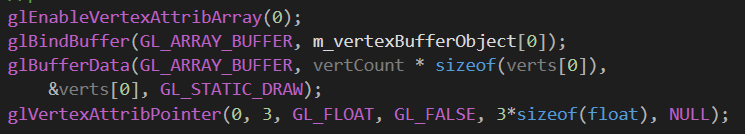 glEnableVertexAttribArray(0);
glBindBuffer(GL_ARRAY_BUFFER, m_vertexBufferObject[0]);
glBufferData(GL_ARRAY_BUFFER, vertCount * sizeof(verts[0]),
&verts[0], GL_STATIC_DRAW);
glVertexAttribPointer(0, 3, GL_FLOAT, GL_FALSE, 3*sizeof(float), NULL);